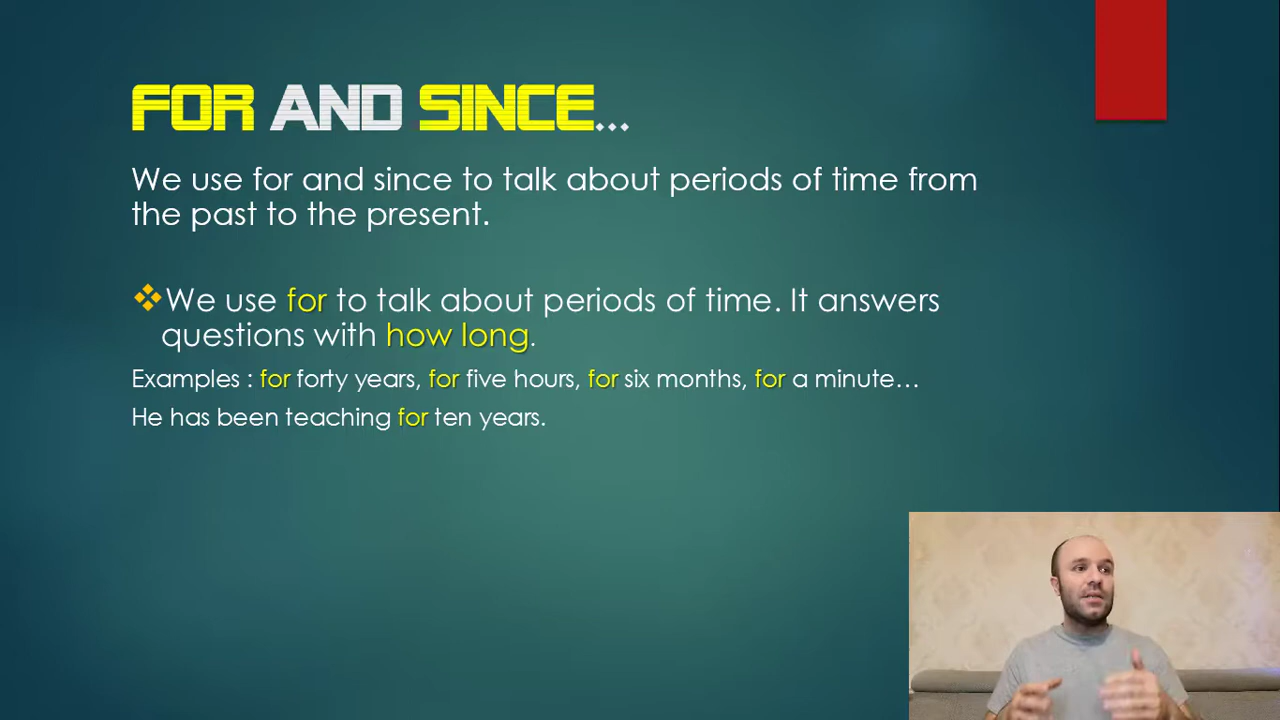 FOR AND SINCE...
We use for and since to talk about periods of time from
the past to the present.
We use for to talk about periods of time. It answers
questions with how long.
Examples : for forty years, for five hours, for six months, for a minute…
He has been teaching for ten years.